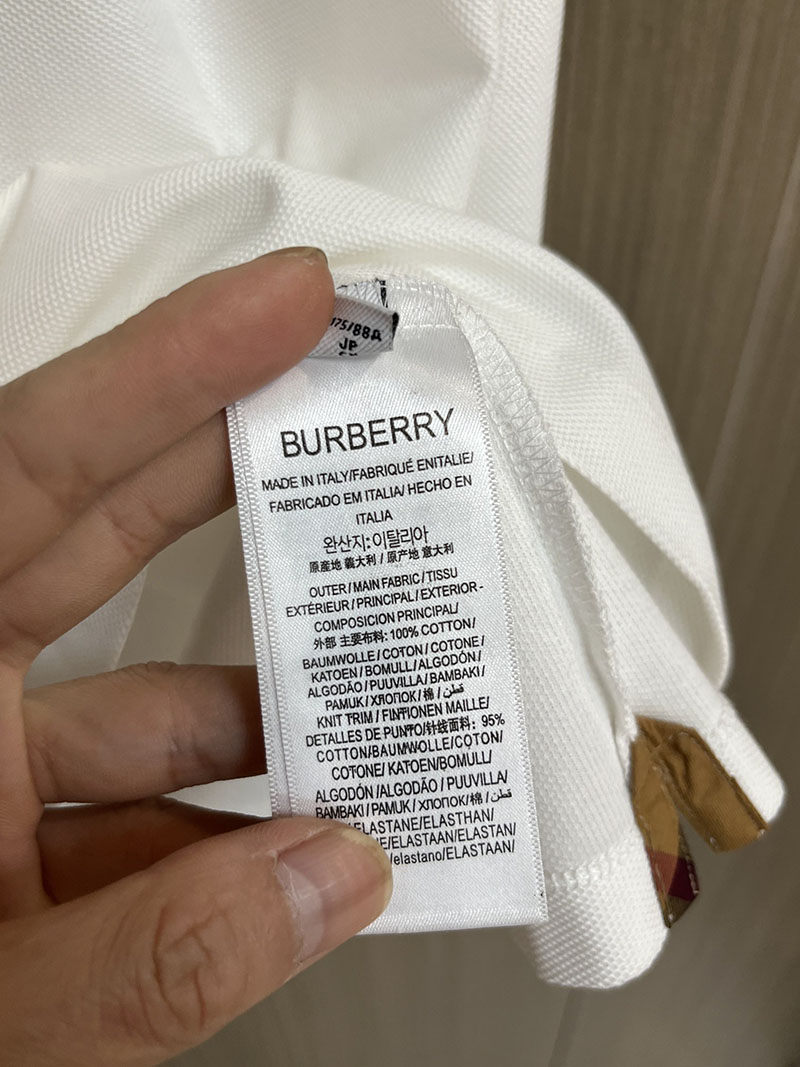 175/88A
JP
BURBERRY
MADE IN ITALY/FABRIQUÉ ENITALIE/
FABRICADO EM ITALIA/ HECHO EN
ITALIA
완산지:이탈리아
原產地 義大利 / 原产地 意大利
OUTER/MAIN FABRIC/TISSU
EXTÉRIEUR/PRINCIPAL/EXTERIOR-
COMPOSICION PRINCIPAL/
外部 主要布料: 100% COTTON/
BAUMWOLLE/COTON/COTONE/
KATOEN/BOMULL/ALGODÓN/
ALGODÃO/PUUVILLA/BAMBAKI/
PAMUK/ХЛОПОК/棉/قطن/
KNIT TRIM/FINTIONEN MAILLE/
DETALLES DE PUNTO/针线面料: 95%
COTTON/BAUMWOLLE/COTON/
COTONE/KATOEN/BOMULL/
ALGODÓN/ALGODÃO/PUUVILLA/
BAMBAKI/PAMUK/ХЛОПОК/棉/قطن/
ELASTANE/ELASTHAN/
ELASTAAN/ELASTAN/
/elastano/ELASTAAN/